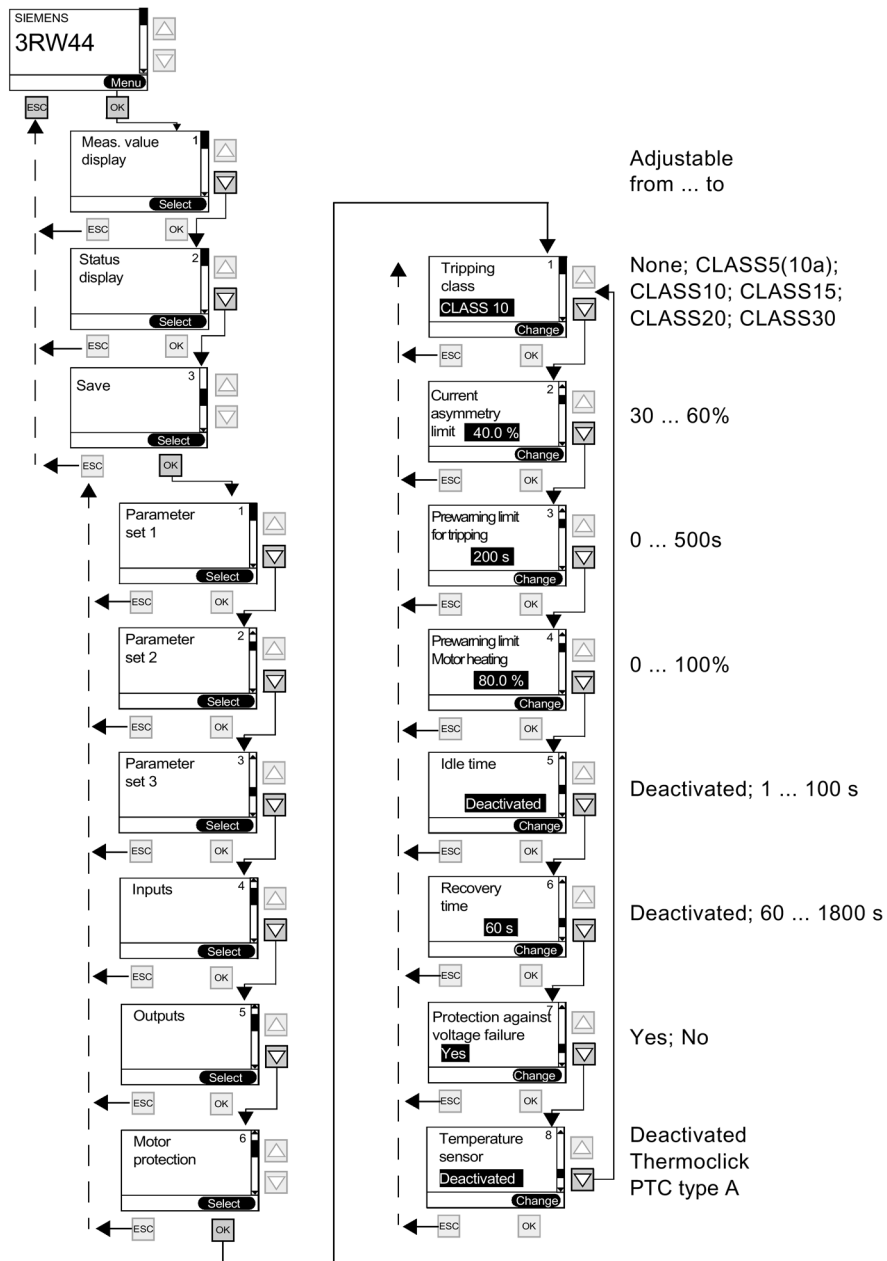 SIEMENS
3RW44
Menu
ESC
OK
Meas. value
display
1
Select
ESC
OK
Status
display
2
Select
ESC
OK
Save
3
Select
ESC
OK
Parameter
set 1
1
Select
ESC
OK
Parameter
set 2
2
Select
ESC
OK
Parameter
set 3
3
Select
ESC
OK
Inputs
4
Select
ESC
OK
Outputs
5
Select
ESC
OK
Motor
protection
6
Select
ESC
OK
Adjustable
from ... to
Tripping
class
1
CLASS 10
Change
ESC
OK
None; CLASS5(10a);
CLASS10; CLASS15;
CLASS20; CLASS30
Current
asymmetry
limit 40.0 %
2
Change
ESC
OK
30 ... 60%
Prewarning limit
for tripping
3
200 s
Change
ESC
OK
0 ... 500s
Prewarning limit
Motor heating
4
80.0 %
Change
ESC
OK
0 ... 100%
Idle time
5
Deactivated
Change
ESC
OK
Deactivated; 1 ... 100 s
Recovery
time
6
60 s
Change
ESC
OK
Deactivated; 60 ... 1800 s
Protection against
voltage failure
7
Yes
Change
ESC
OK
Yes; No
Temperature
sensor
8
Deactivated
Change
ESC
OK
Deactivated
Thermoclick
PTC type A